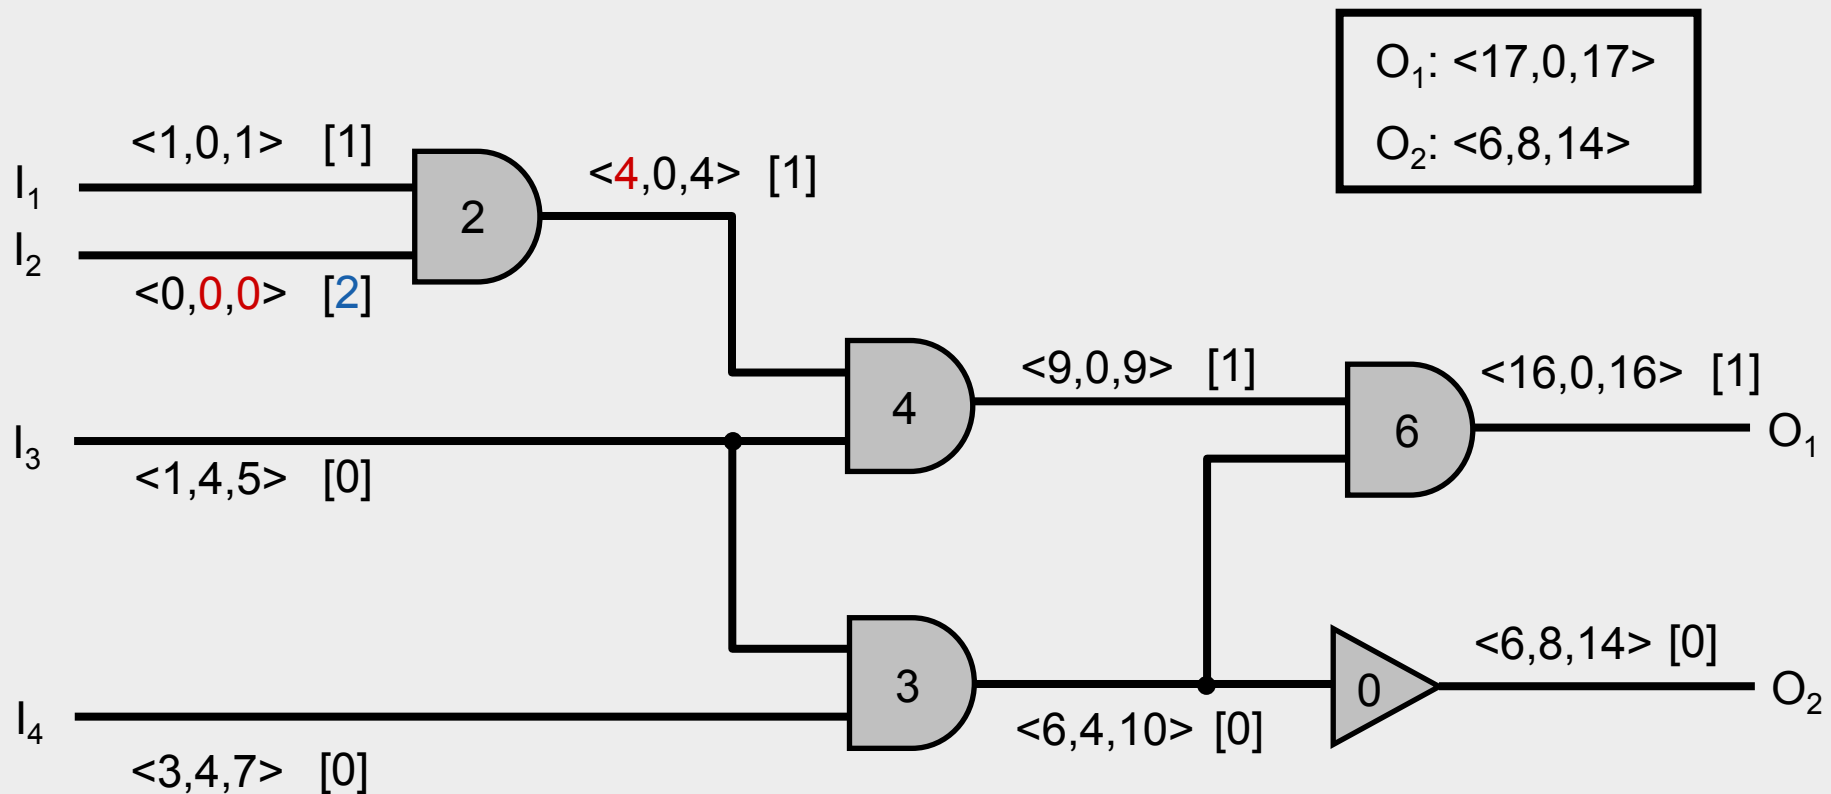 O₁: <17,0,17>
O₂: <6,8,14>
<1,0,1> [1]
I₁
2
<4,0,4> [1]
I₂
<0,0,0> [2]
<9,0,9> [1]
<16,0,16> [1]
4
6
O₁
I₃
<1,4,5> [0]
<6,8,14> [0]
3
0
O₂
I₄
<6,4,10> [0]
<3,4,7> [0]